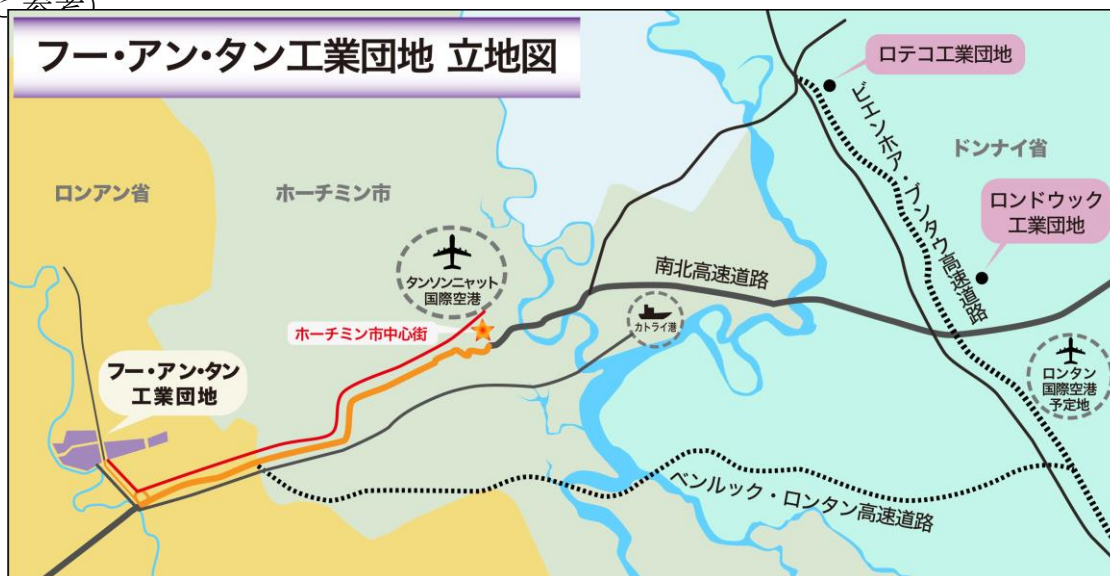 フー・アン・タン工業団地 立地図
ロテコ工業団地
ビエンホア・ブンタウ高速道路
ドンナイ省
ロンアン省
ホーチミン市
ロンドウック
工業団地
タンソンニャット
国際空港
南北高速道路
カトライ港
ホーチミン市中心街
フー・アン・タン
工業団地
ロンタン
国際空港
予定地
ベンルック・ロンタン高速道路